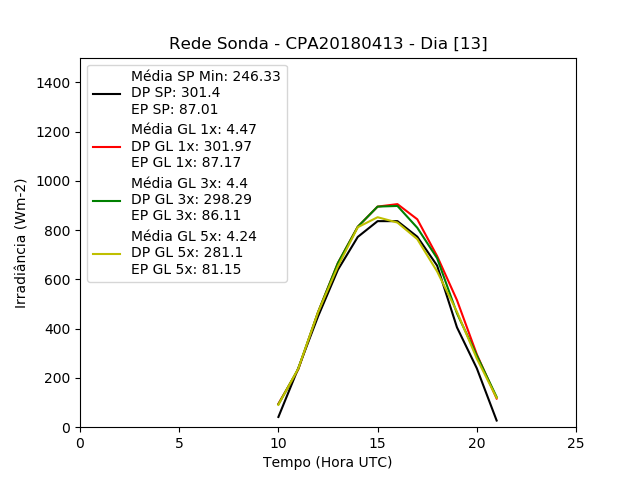 Rede Sonda - CPA20180413 - Dia [13]
Média SP Min: 246.33
DP SP: 301.4
EP SP: 87.01
Média GL 1x: 4.47
DP GL 1x: 301.97
EP GL 1x: 87.17
Média GL 3x: 4.4
DP GL 3x: 298.29
EP GL 3x: 86.11
Média GL 5x: 4.24
DP GL 5x: 281.1
EP GL 5x: 81.15
Irradiância (Wm-2)
1400
1200
1000
800
600
400
200
0
0 5 10 15 20 25
Tempo (Hora UTC)